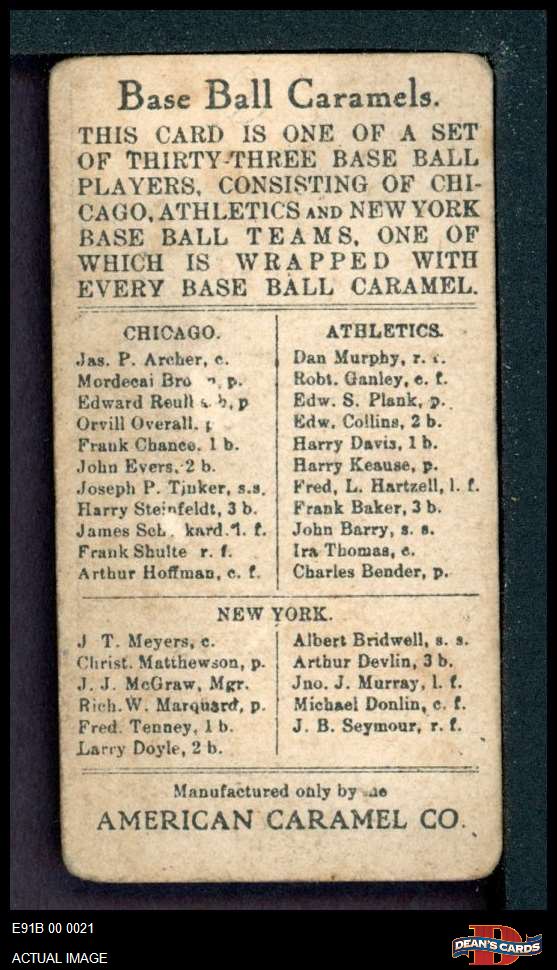 Base Ball Caramels.
THIS CARD IS ONE OF A SET
OF THIRTY-THREE BASE BALL
PLAYERS, CONSISTING OF CHI-
CAGO, ATHLETICS AND NEW YORK
BASE BALL TEAMS, ONE OF
WHICH IS WRAPPED WITH
EVERY BASE BALL CARAMEL.
CHICAGO.
Jas. P. Archer, c.
Mordecai p.
Edward p
Orvill Overall,
Frank Chance. 1 b.
John Evers, 2 b.
Joseph P. Tinker, s.s.
Harry Steinfeldt, 3 b.
James l. f.
Frank Shulte r. f.
Arthur Hoffman, c. f.
ATHLETICS.
Dan Murphy, r.
Robt. Ganley, c. f.
Edw. S. Plank, p.
Edw. Collins, 2 b.
Harry Davis, 1 b.
Harry Keause, p.
Fred, L. Hartzell, l. f.
Frank Baker, 3 b.
John Barry, s. s.
Ira Thomas, c.
Charles Bender, p.
NEW YORK.
J T. Meyers, c.
Christ. Matthewson, p.
J. J. McGraw, Mgr.
Rich. W. Marquard, p.
Fred. Tenney, 1 b.
Larry Doyle, 2 b.
Albert Bridwell, s. s.
Arthur Devlin, 3 b.
Jno. J. Murray, l. f.
Michael Donlin, c. f.
J. B. Seymour, r. f.
Manufactured only by
AMERICAN CARAMEL CO.
E91B 00 0021
ACTUAL IMAGE
D
DEAN'S CARDS